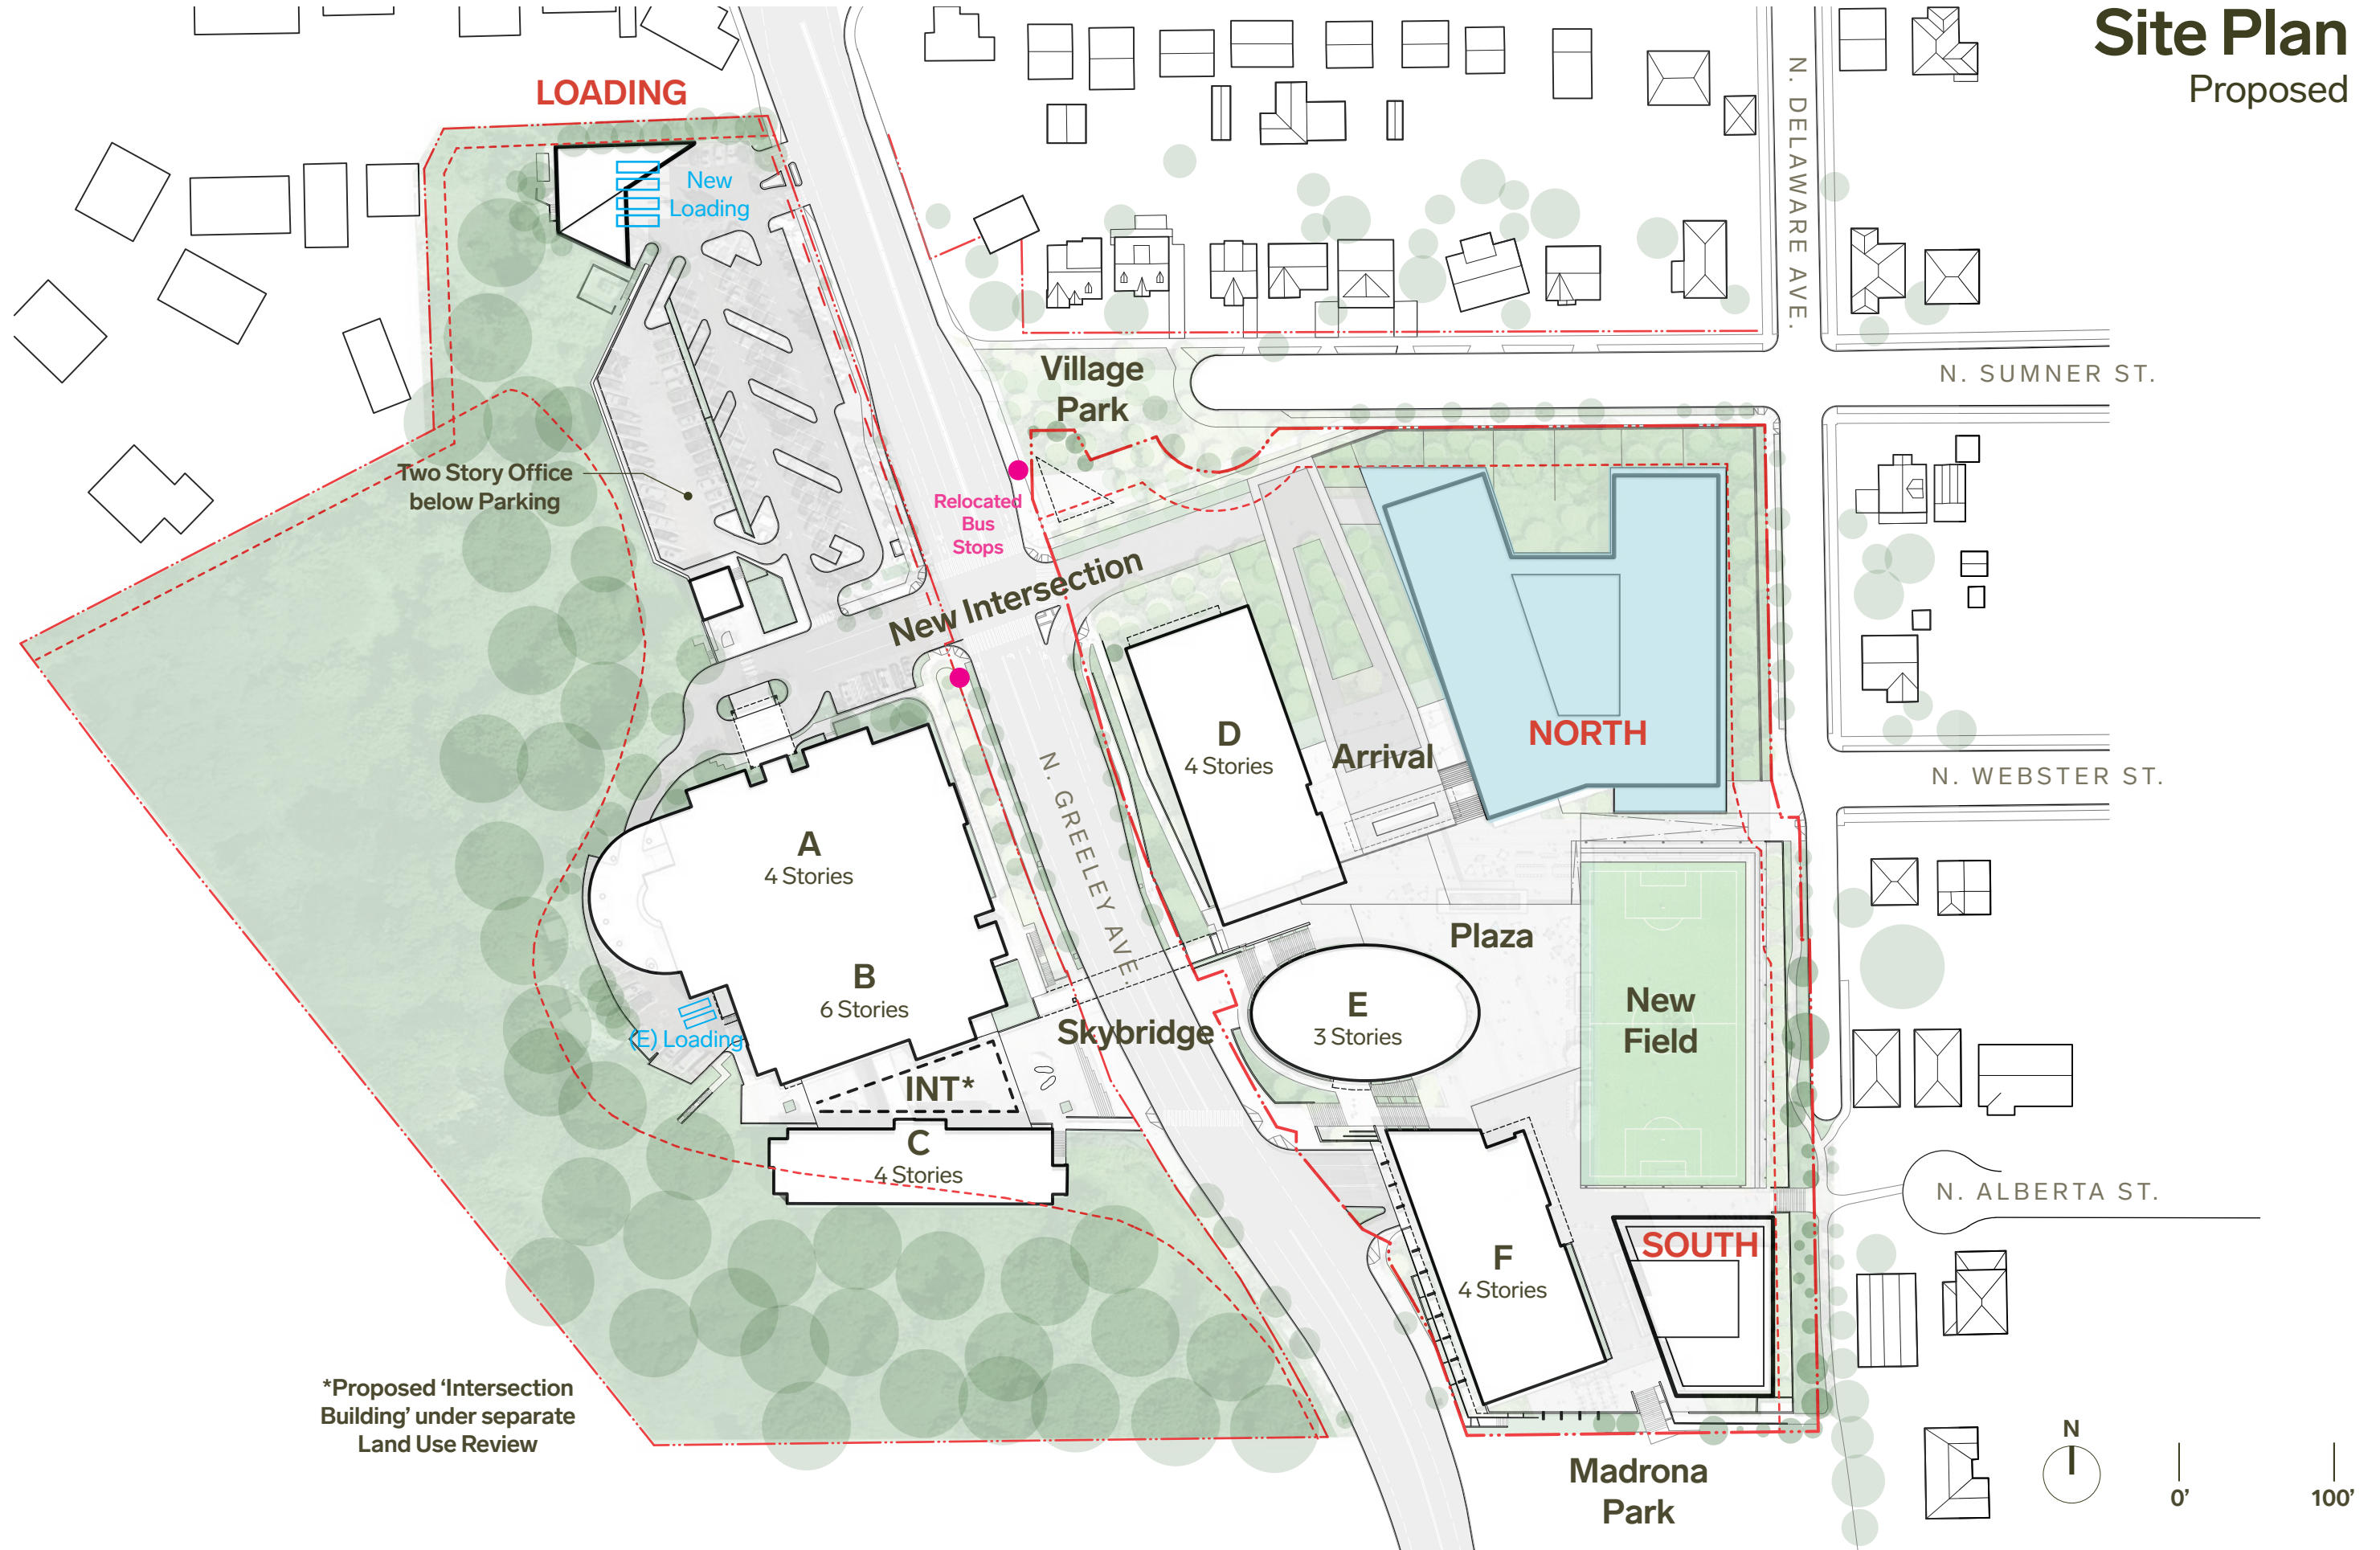 Site Plan
Proposed
LOADING
New
Loading
N. DELAWARE AVE.
Village
Park
N. SUMNER ST.
Two Story Office
below Parking
Relocated
Bus
Stops
New Intersection
D
4 Stories
Arrival
NORTH
N. WEBSTER ST.
N. GREELEY AVE.
A
4 Stories
B
6 Stories
Plaza
(E) Loading
Skybridge
E
3 Stories
New
Field
INT*
C
4 Stories
N. ALBERTA ST.
SOUTH
F
4 Stories
*Proposed ‘Intersection
Building’ under separate
Land Use Review
Madrona
Park
N
0’
100’